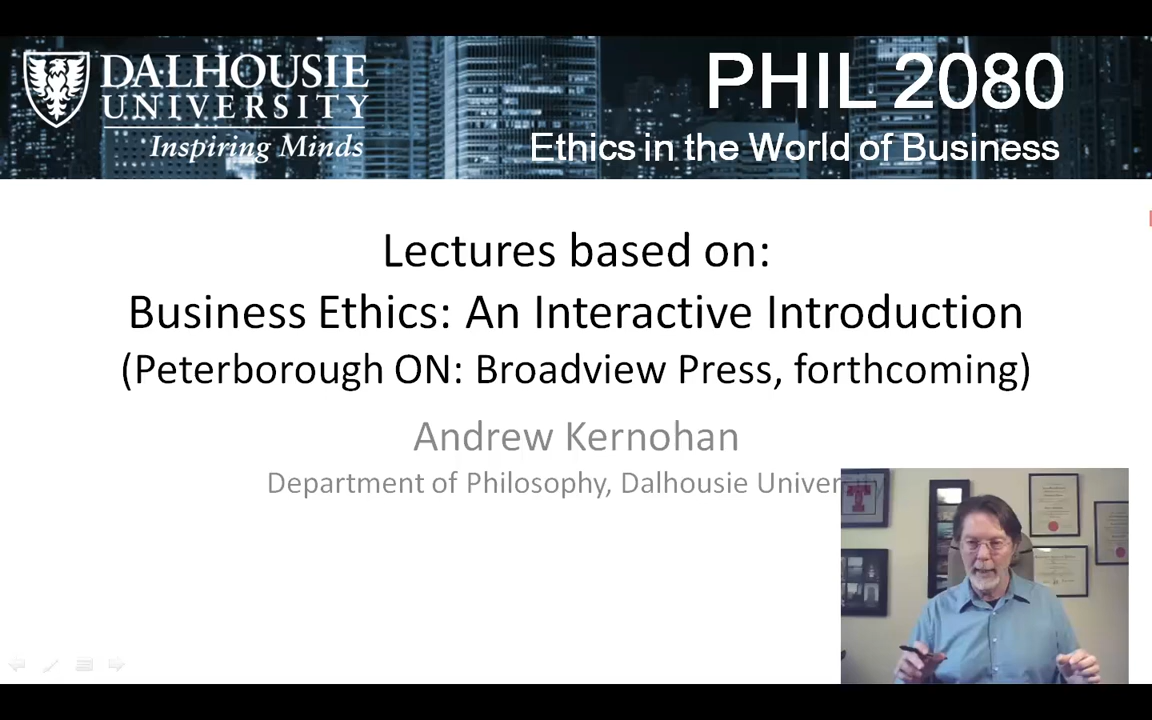 DALHOUSIE
UNIVERSITY
Inspiring Minds
PHIL 2080
Ethics in the World of Business
Lectures based on:
Business Ethics: An Interactive Introduction
(Peterborough ON: Broadview Press, forthcoming)
Andrew Kernohan
Department of Philosophy, Dalhousie University
T